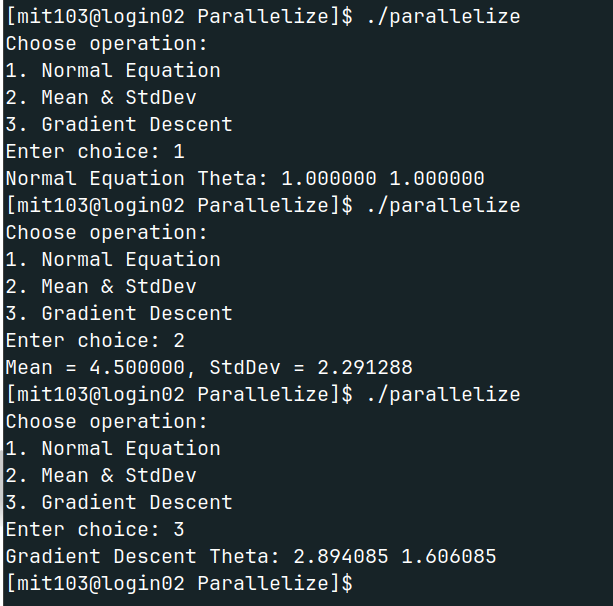 [mit103@login02 Parallelize]$ ./parallelize
Choose operation:
1. Normal Equation
2. Mean & StdDev
3. Gradient Descent
Enter choice: 1
Normal Equation Theta: 1.000000 1.000000
[mit103@login02 Parallelize]$ ./parallelize
Choose operation:
1. Normal Equation
2. Mean & StdDev
3. Gradient Descent
Enter choice: 2
Mean = 4.500000, StdDev = 2.291288
[mit103@login02 Parallelize]$ ./parallelize
Choose operation:
1. Normal Equation
2. Mean & StdDev
3. Gradient Descent
Enter choice: 3
Gradient Descent Theta: 2.894085 1.606085
[mit103@login02 Parallelize]$